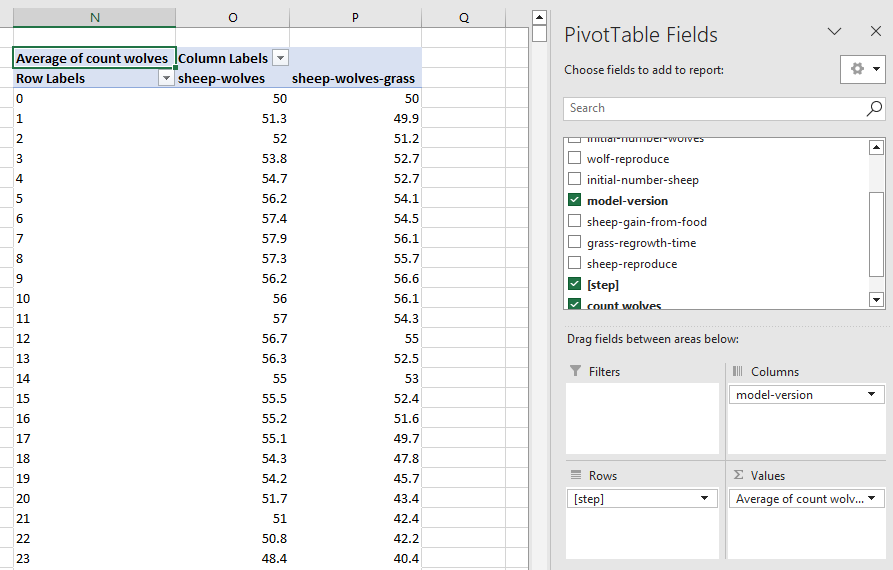 N O P Q
Average of count wolves Column Labels
Row Labels sheep-wolves sheep-wolves-grass
0 50 50
1 51.3 49.9
2 52 51.2
3 53.8 52.7
4 54.7 52.7
5 56.2 54.1
6 57.4 54.5
7 57.9 56.1
8 57.3 55.7
9 56.2 56.6
10 56 56.1
11 57 54.3
12 56.7 55
13 56.3 52.5
14 55 53
15 55.5 52.4
16 55.2 51.6
17 55.1 49.7
18 54.3 47.8
19 54.2 45.7
20 51.7 43.4
21 51 42.4
22 50.8 42.2
23 48.4 40.4
PivotTable Fields
Choose fields to add to report:
Search
initial-number-wolves
wolf-reproduce
initial-number-sheep
model-version
sheep-gain-from-food
grass-regrowth-time
sheep-reproduce
[step]
count wolves
Drag fields between areas below:
Filters
Columns
model-version
Rows
[step]
Σ Values
Average of count wolv...